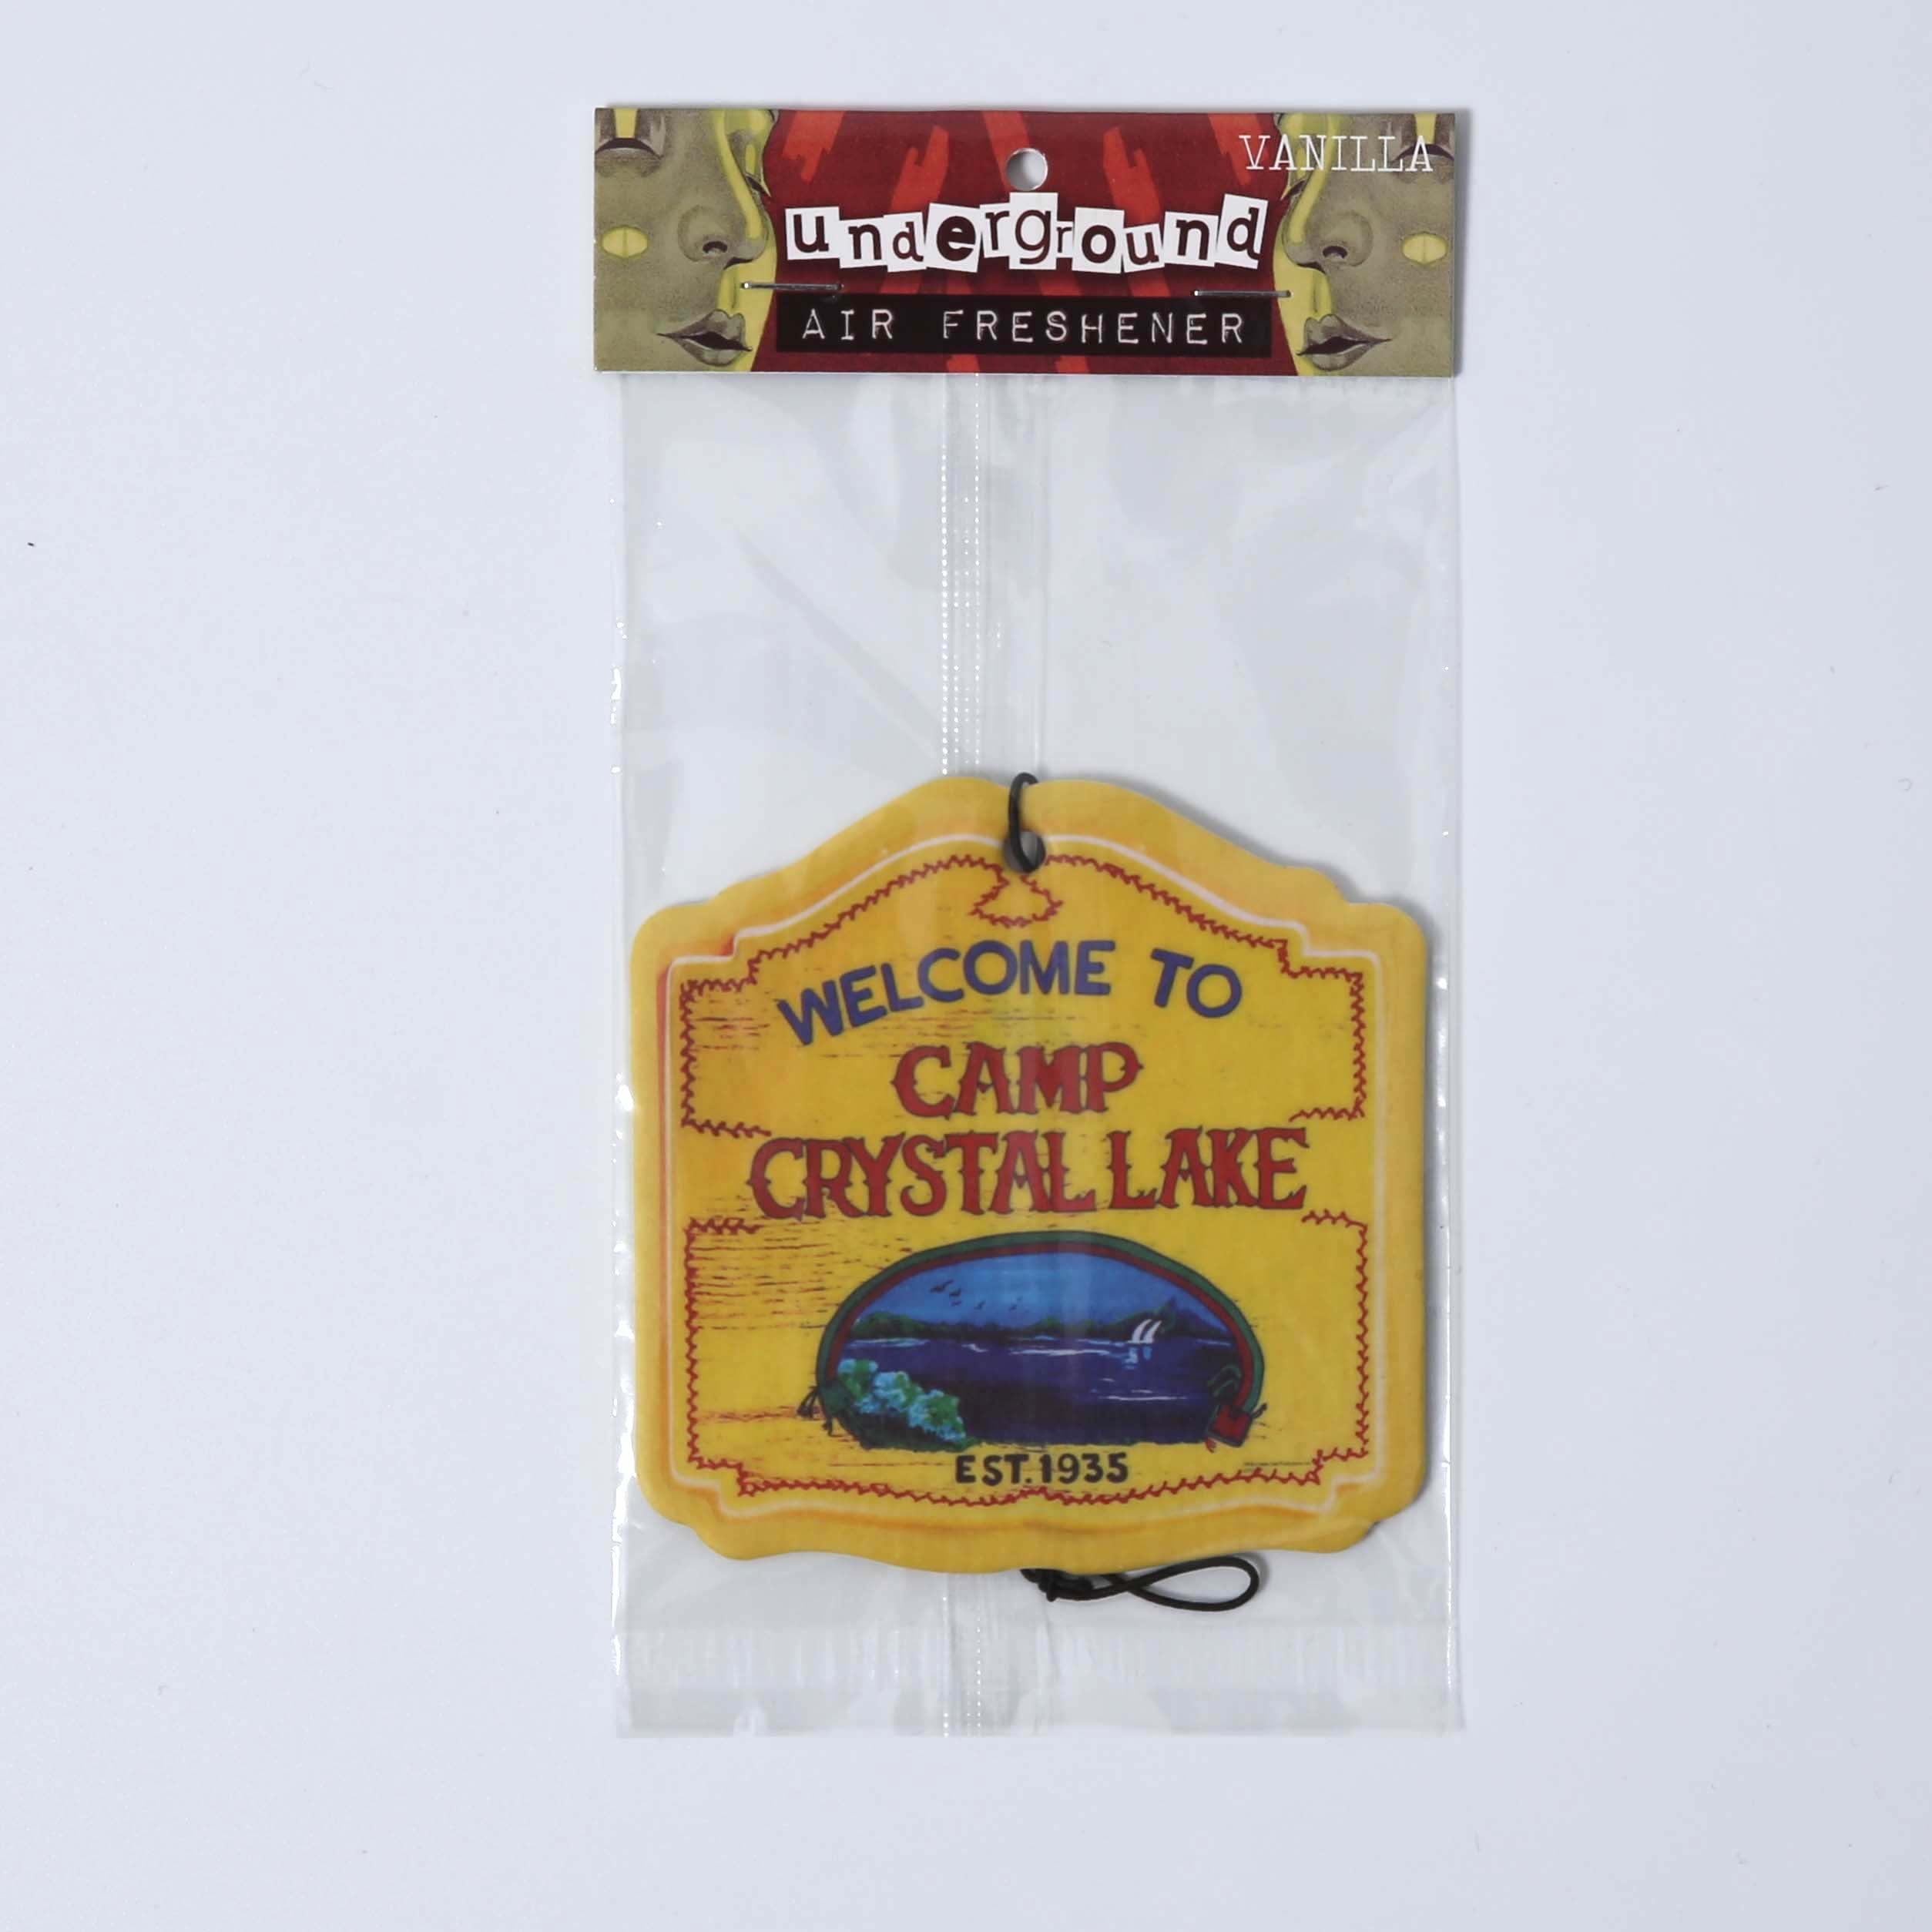 VANILLA
underground
AIR FRESHENER
WELCOME TO
CAMP
CRYSTAL LAKE
EST. 1935